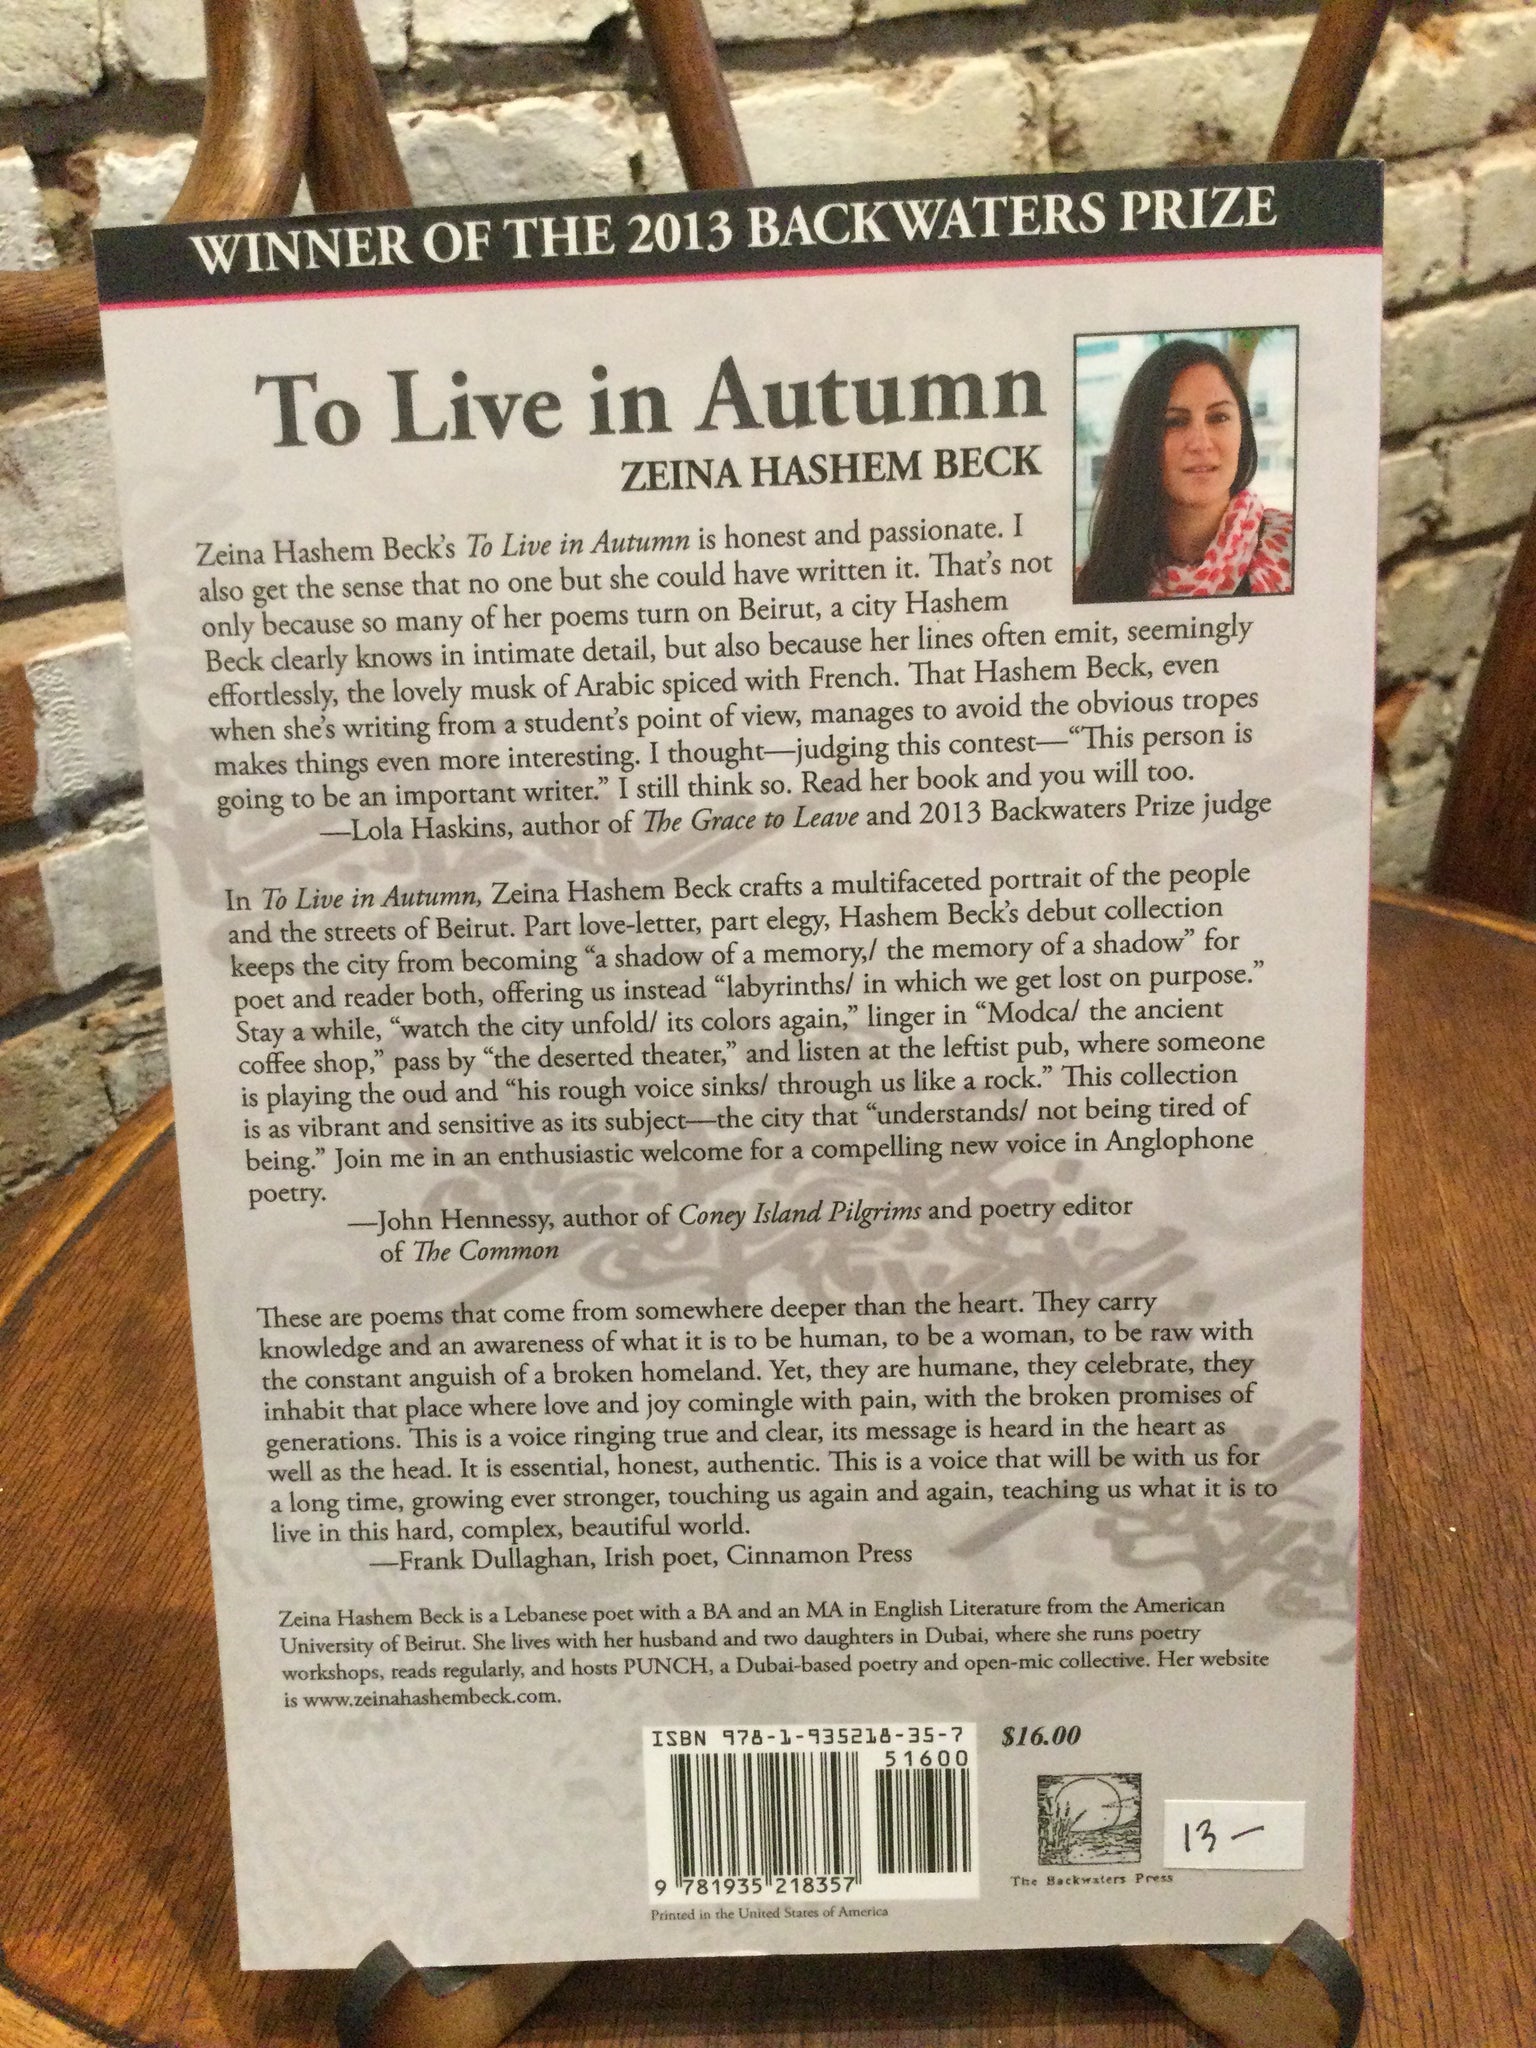 WINNER OF THE 2013 BACKWATERS PRIZE
To Live in Autumn
ZEINA HASHEM BECK
Zeina Hashem Beck's To Live in Autumn is honest and passionate. I
also get the sense that no one but she could have written it. That's not
only because so many of her poems turn on Beirut, a city Hashem
Beck clearly knows in intimate detail, but also because her lines often emit, seemingly
effortlessly, the lovely musk of Arabic spiced with French. That Hashem Beck, even
when she's writing from a student's point of view, manages to avoid the obvious tropes
makes things even more interesting. I thought—judging this contest—“This person is
going to be an important writer.” I still think so. Read her book and you will too.
—Lola Haskins, author of The Grace to Leave and 2013 Backwaters Prize judge
In To Live in Autumn, Zeina Hashem Beck crafts a multifaceted portrait of the people
and the streets of Beirut. Part love-letter, part elegy, Hashem Beck's debut collection
keeps the city from becoming “a shadow of a memory,/ the memory of a shadow” for
poet and reader both, offering us instead “labyrinths/ in which we get lost on purpose.”
Stay a while, “watch the city unfold/ its colors again,” linger in “Modca/ the ancient
coffee shop,” pass by “the deserted theater,” and listen at the leftist pub, where someone
is playing the oud and “his rough voice sinks/ through us like a rock.” This collection
is as vibrant and sensitive as its subject—the city that “understands/ not being tired of
being.” Join me in an enthusiastic welcome for a compelling new voice in Anglophone
poetry.
—John Hennessy, author of Coney Island Pilgrims and poetry editor
of The Common
These are poems that come from somewhere deeper than the heart. They carry
knowledge and an awareness of what it is to be human, to be a woman, to be raw with
the constant anguish of a broken homeland. Yet, they are humane, they celebrate, they
inhabit that place where love and joy comingle with pain, with the broken promises of
generations. This is a voice ringing true and clear, its message is heard in the heart as
well as the head. It is essential, honest, authentic. This is a voice that will be with us for
a long time, growing ever stronger, touching us again and again, teaching us what it is to
live in this hard, complex, beautiful world.
—Frank Dullaghan, Irish poet, Cinnamon Press
Zeina Hashem Beck is a Lebanese poet with a BA and an MA in English Literature from the American
University of Beirut. She lives with her husband and two daughters in Dubai, where she runs poetry
workshops, reads regularly, and hosts PUNCH, a Dubai-based poetry and open-mic collective. Her website
is www.zeinahashembeck.com.
ISBN 978-1-935218-35-7
51600
$16.00
9 781935 218357
The Backwaters Press
13 —
Printed in the United States of America